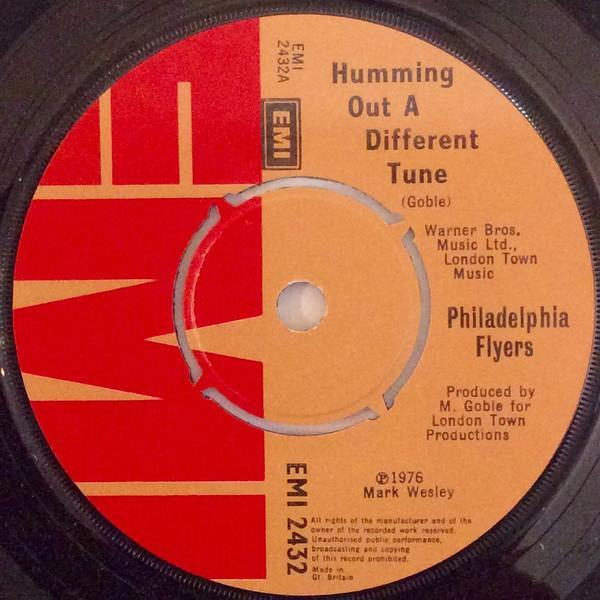 EMI
2432A
EMI
Humming
Out A
Different
Tune
(Goble)
Warner Bros.
Music Ltd.,
London Town
Music
Philadelphia
Flyers
Produced by
M. Goble for
London Town
Productions
℗1976
Mark Wesley
EMI 2432
All rights of the manufacturer and of the
owner of the recorded work reserved.
Unauthorised public performance,
broadcasting and copying
of this record prohibited.
Made in
Gt. Britain
EMI